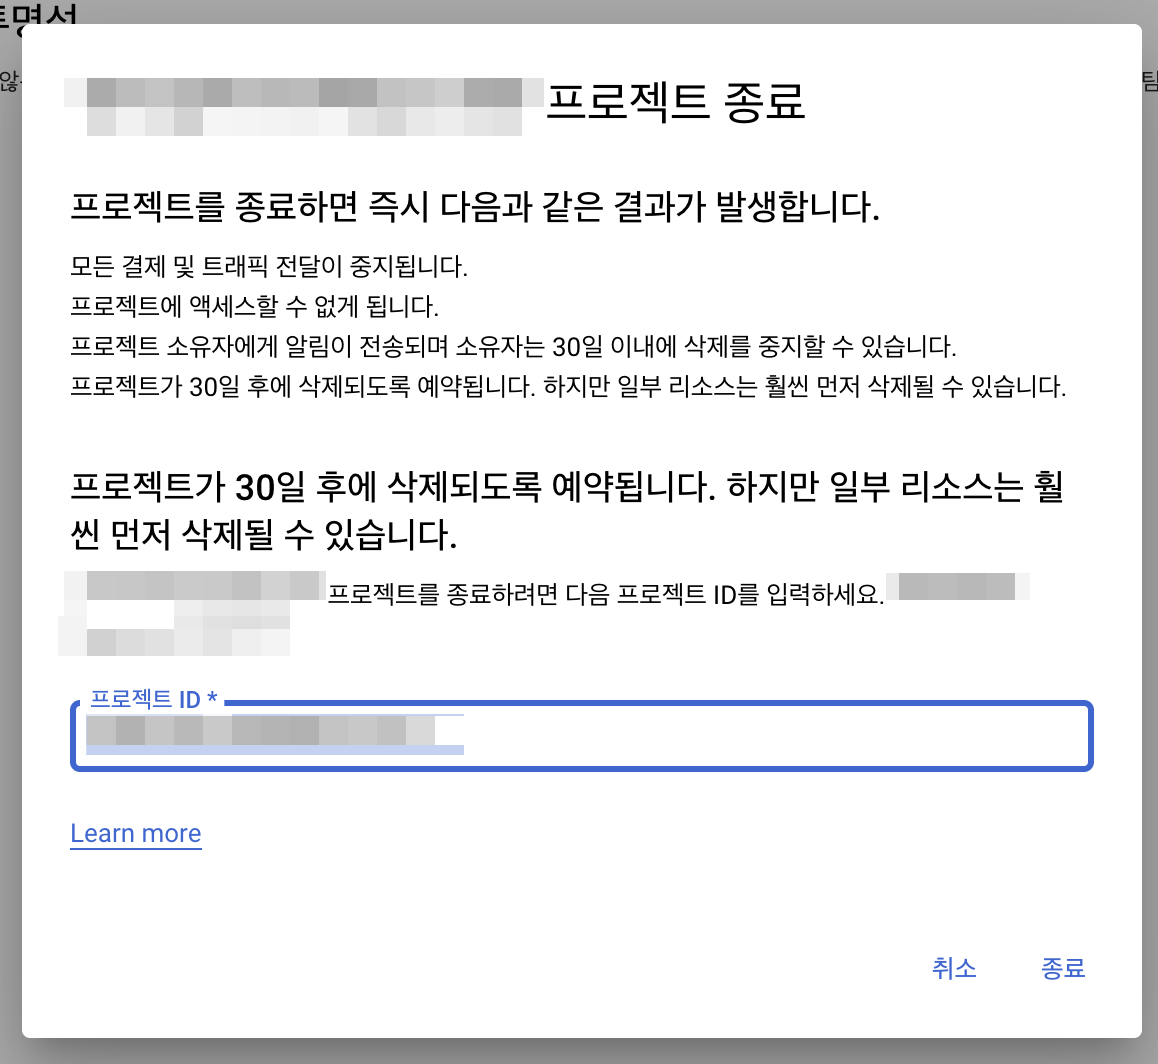 프로젝트 종료
프로젝트를 종료하면 즉시 다음과 같은 결과가 발생합니다.
모든 결제 및 트래픽 전달이 중지됩니다.
프로젝트에 액세스할 수 없게 됩니다.
프로젝트 소유자에게 알림이 전송되며 소유자는 30일 이내에 삭제를 중지할 수 있습니다.
프로젝트가 30일 후에 삭제되도록 예약됩니다. 하지만 일부 리소스는 훨씬 먼저 삭제될 수 있습니다.
프로젝트가 30일 후에 삭제되도록 예약됩니다. 하지만 일부 리소스는 훨
씬 먼저 삭제될 수 있습니다.
프로젝트를 종료하려면 다음 프로젝트 ID를 입력하세요.
프로젝트 ID *
Learn more
취소 종료